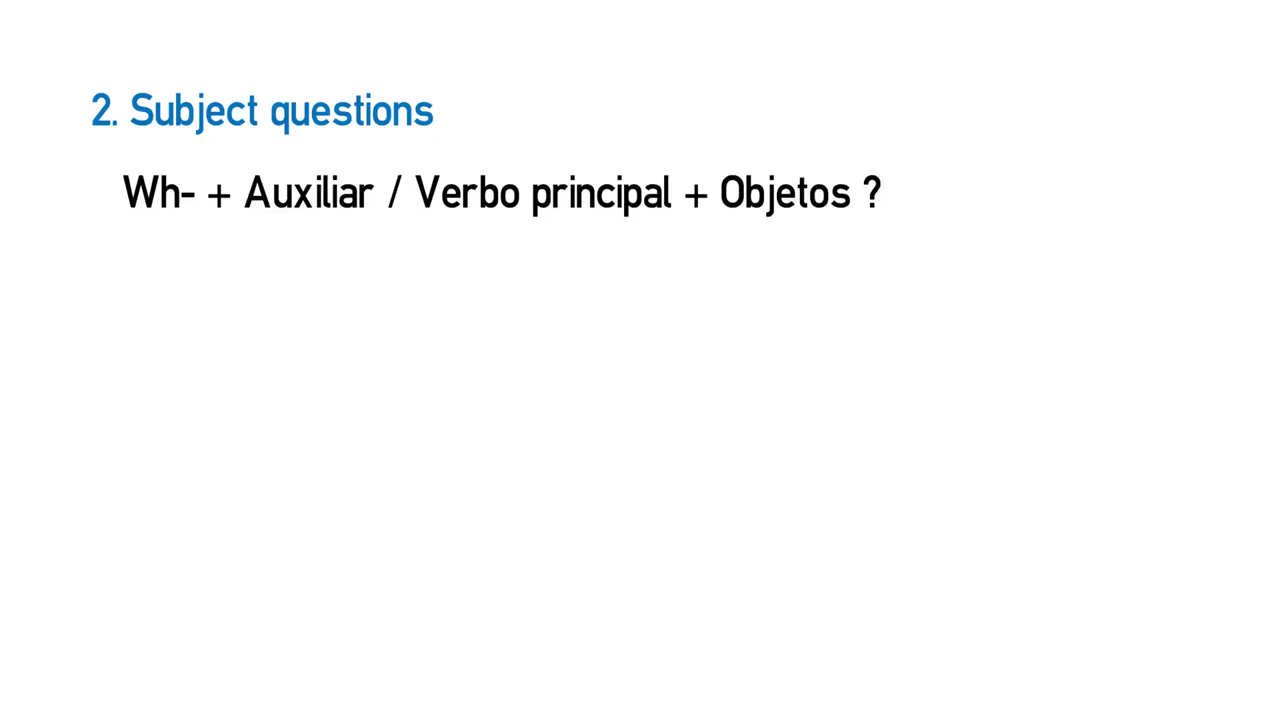 2. Subject questions
Wh- + Auxiliar / Verbo principal + Objetos ?